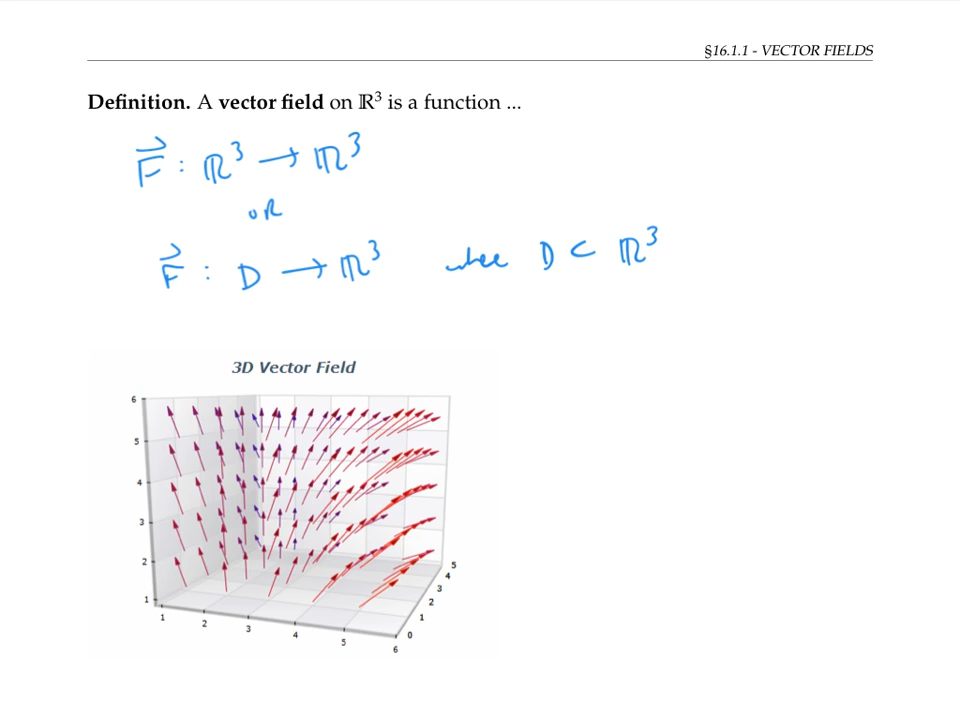 §16.1.1 - VECTOR FIELDS
Definition. A vector field on ℝ³ is a function ...
F⃗ : ℝ³ → ℝ³
OR
F⃗ : D → ℝ³ where D ⊂ ℝ³
3D Vector Field
6
5
4
3
2
1
1 2 3 4 5 6
0 1 2 3 4 5